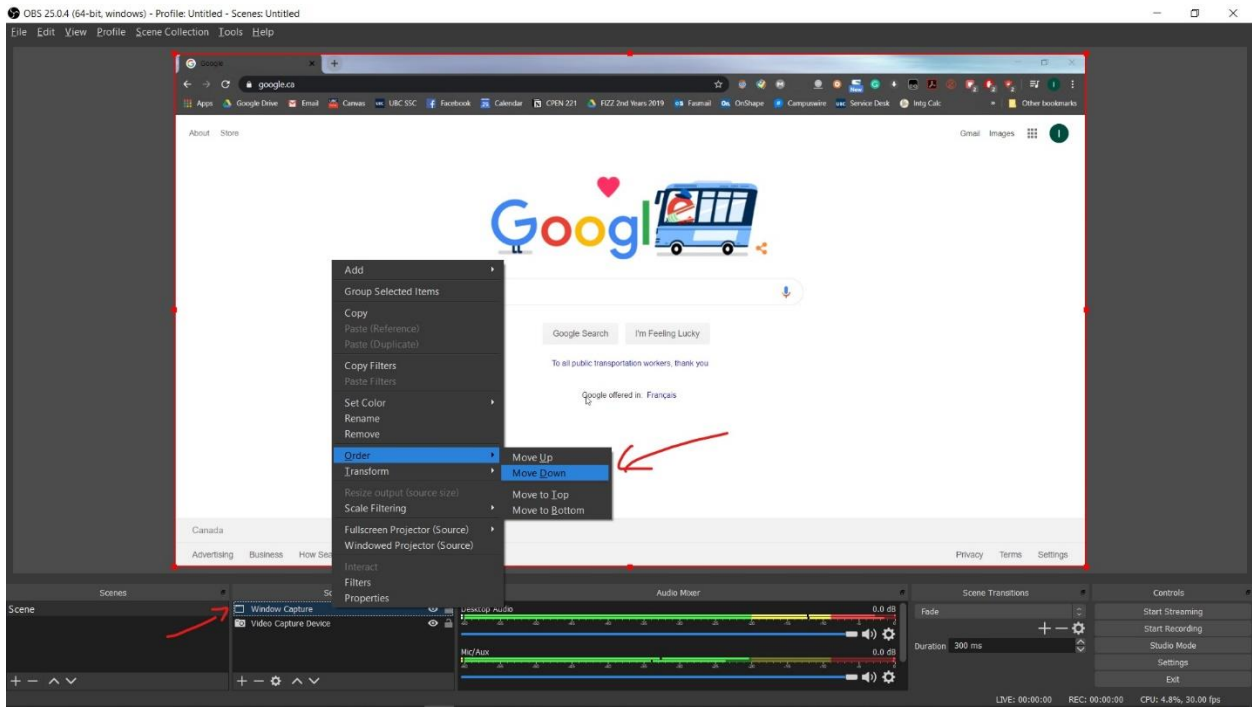 OBS 25.0.4 (64-bit, windows) - Profile: Untitled - Scenes: Untitled
File Edit View Profile Scene Collection Tools Help
Google
google.ca
Apps Google Drive Email Canvas UBC SSC Facebook Calendar CPEN 221 FIZZ 2nd Years 2019 Fasmail OnShape Campuswire Service Desk Intg Calc » Other bookmarks
About Store
Gmail Images I
Google
Google Search I'm Feeling Lucky
To all public transportation workers, thank you
Google offered in: Français
Canada
Advertising Business How Sea
Privacy Terms Settings
Add
Group Selected Items
Copy
Paste (Reference)
Paste (Duplicate)
Copy Filters
Paste Filters
Set Color
Rename
Remove
Order
Transform
Resize output (source size)
Scale Filtering
Fullscreen Projector (Source)
Windowed Projector (Source)
Interact
Filters
Properties
Move Up
Move Down
Move to Top
Move to Bottom
Scenes
Scene
So
Window Capture
Video Capture Device
Audio Mixer
Desktop Audio 0.0 dB
Mic/Aux 0.0 dB
Scene Transitions
Fade
Duration 300 ms
Controls
Start Streaming
Start Recording
Studio Mode
Settings
Exit
LIVE: 00:00:00 REC: 00:00:00 CPU: 4.8%, 30.00 fps